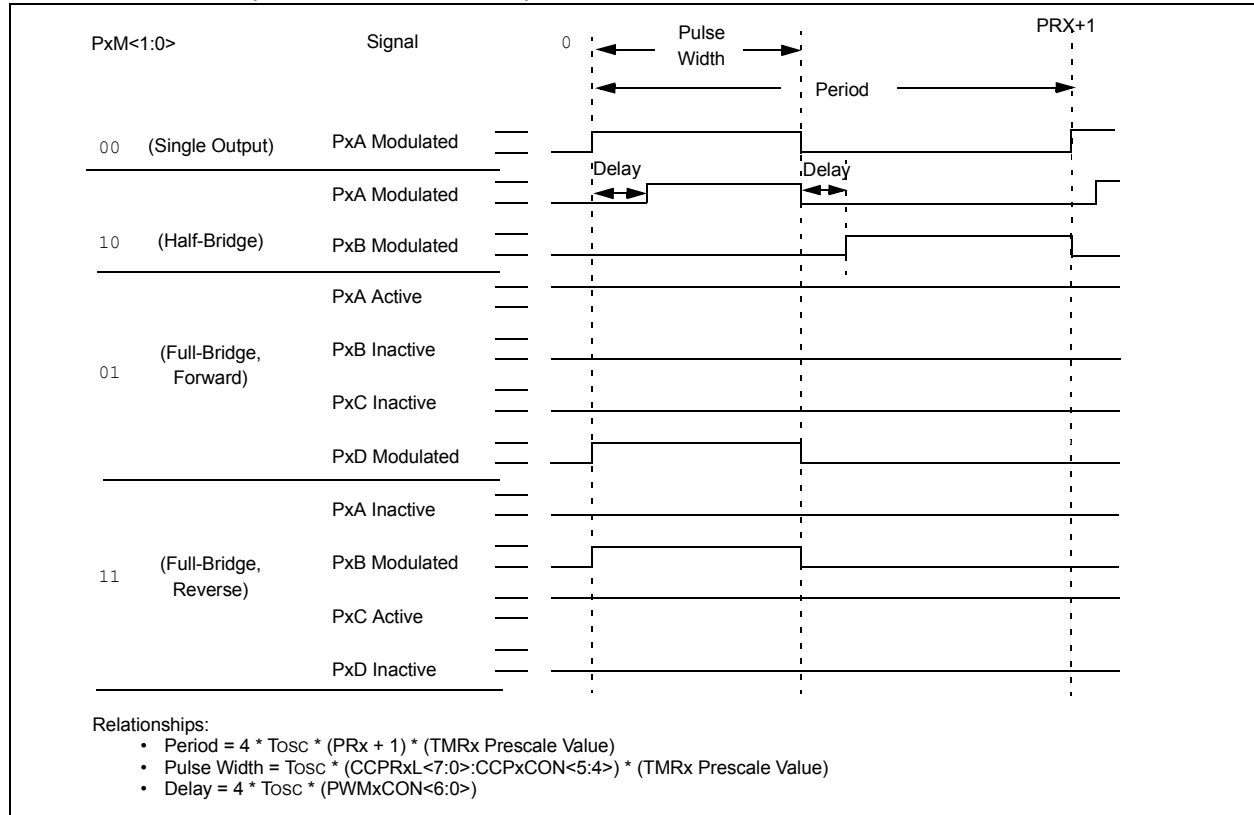 PxM<1:0>
Signal
0
Pulse
Width
PRX+1
Period
00 (Single Output)
PxA Modulated
Delay
Delay
PxA Modulated
10 (Half-Bridge)
PxB Modulated
PxA Active
01 (Full-Bridge,
Forward)
PxB Inactive
PxC Inactive
PxD Modulated
PxA Inactive
11 (Full-Bridge,
Reverse)
PxB Modulated
PxC Active
PxD Inactive
Relationships:
• Period = 4 * TOSC * (PRx + 1) * (TMRx Prescale Value)
• Pulse Width = TOSC * (CCPRxL<7:0>:CCPxCON<5:4>) * (TMRx Prescale Value)
• Delay = 4 * TOSC * (PWMxCON<6:0>)